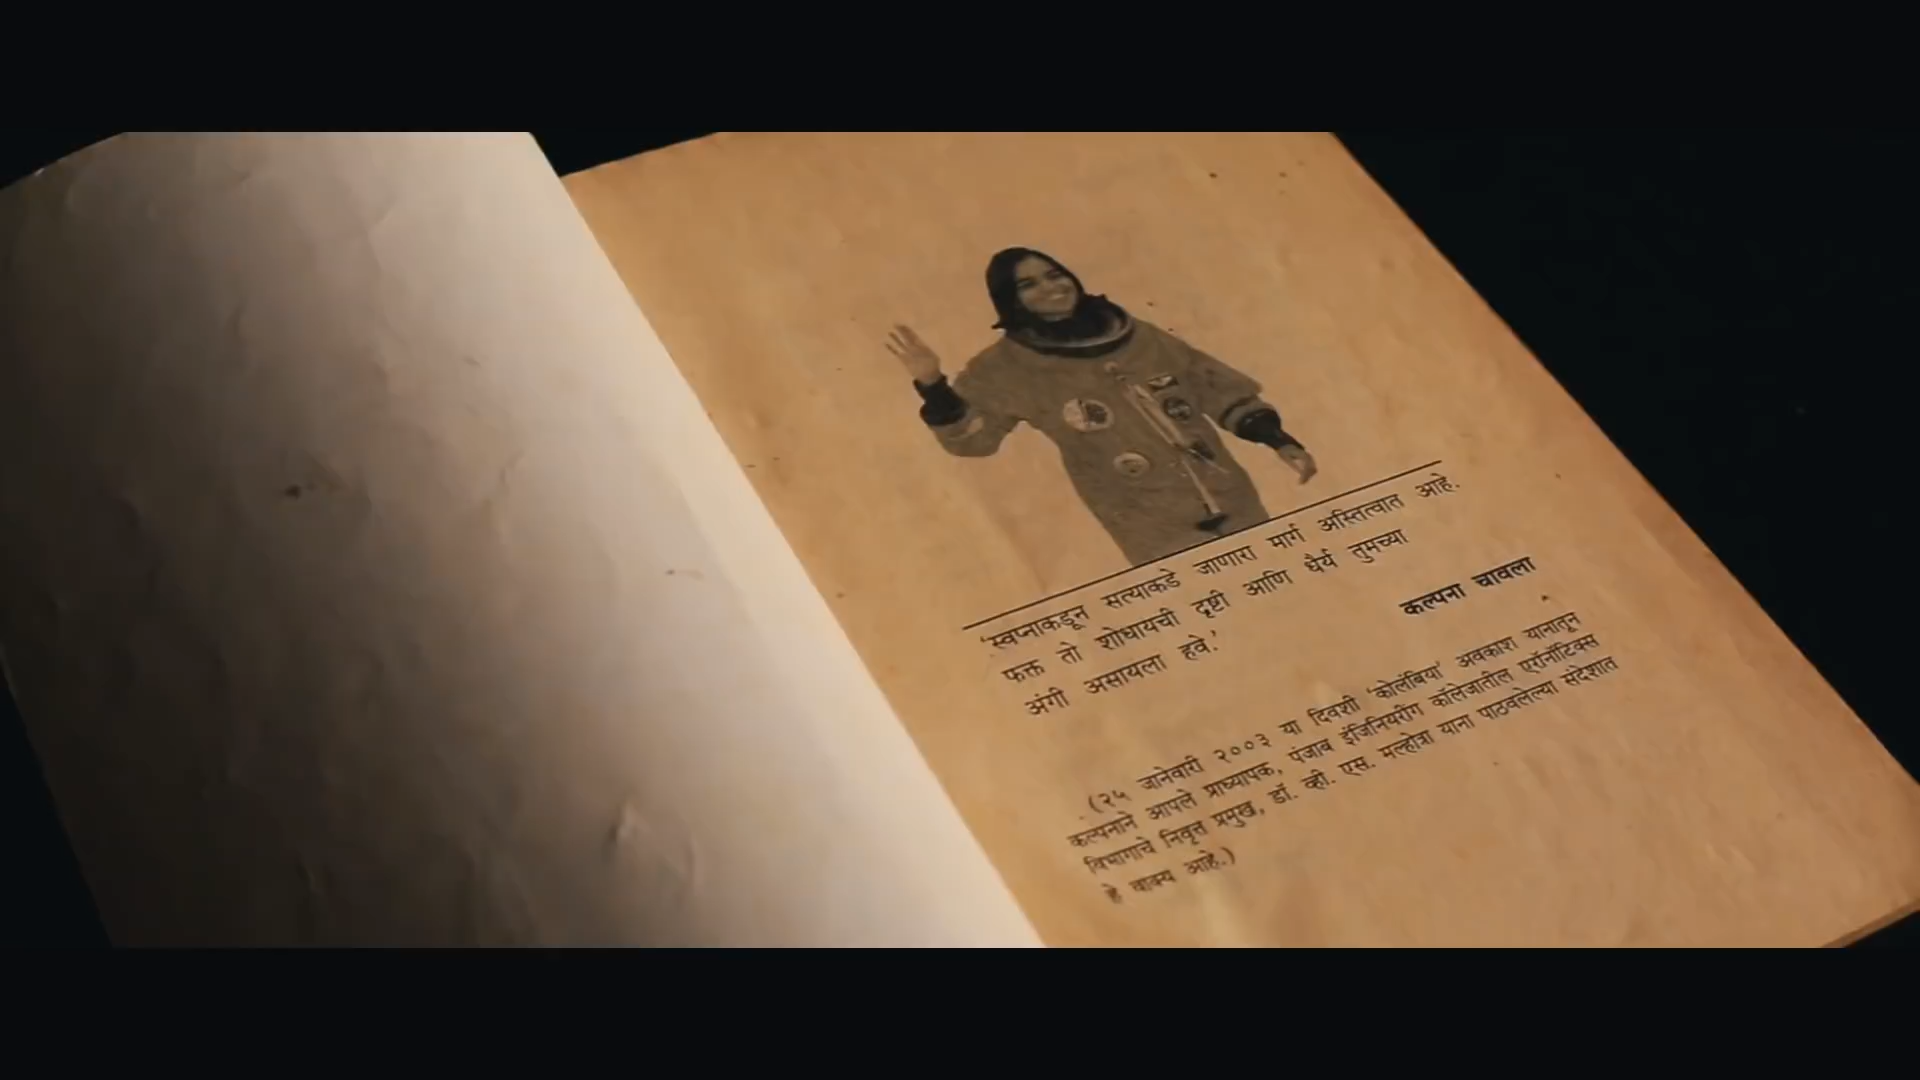 'स्वप्नाकडून सत्याकडे जाणारा मार्ग अस्तित्वात आहे.
फक्त तो शोधायची दृष्टी आणि धैर्य तुमच्या
अंगी असायला हवे.'
कल्पना चावला
(२५ जानेवारी २००३ या दिवशी 'कोलंबिया' अवकाश यानातून
कल्पनाने आपले प्राध्यापक, पंजाब इंजिनियरींग कॉलेजातील एरॉनॉटिक्स
विभागाचे निवृत्त प्रमुख, डॉ. व्ही. एस. मल्होत्रा याना पाठवलेल्या संदेशात
हे वाक्य आहे.)